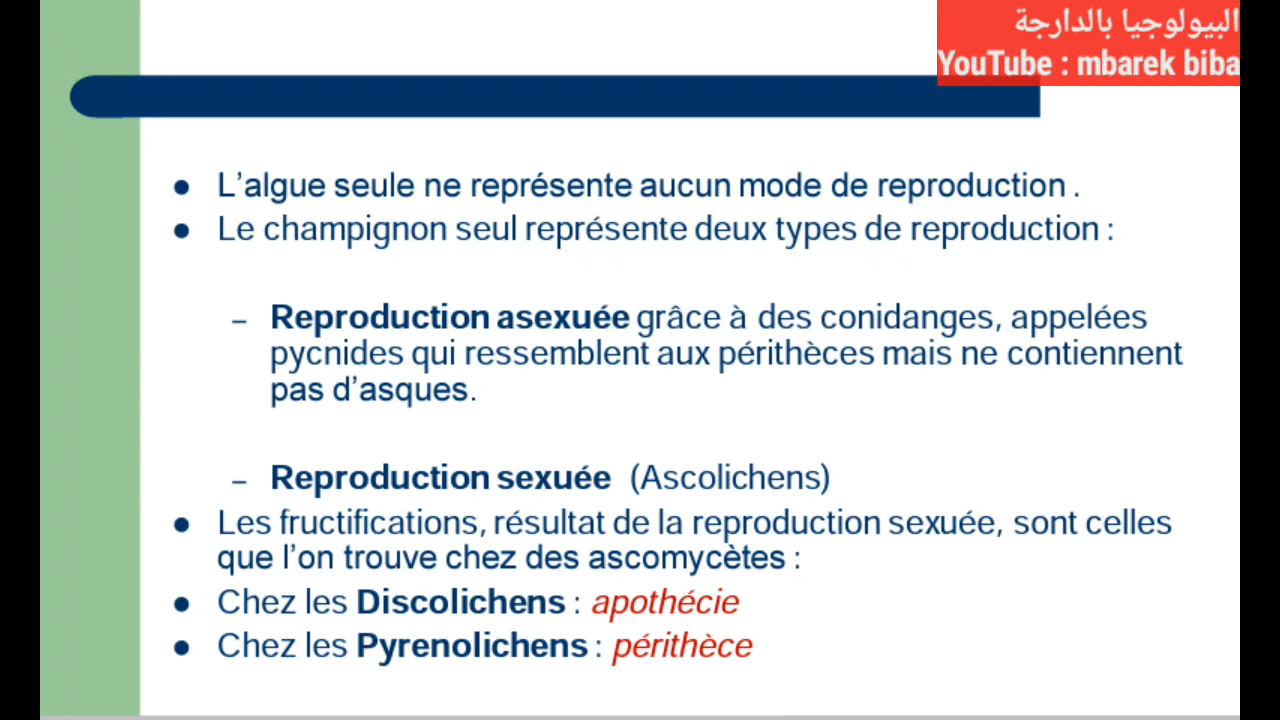 البيولوجيا بالدارجة
YouTube : mbarek biba
● L’algue seule ne représente aucun mode de reproduction .
● Le champignon seul représente deux types de reproduction :
– Reproduction asexuée grâce à des conidanges, appelées
pycnides qui ressemblent aux périthèces mais ne contiennent
pas d’asques.
– Reproduction sexuée (Ascolichens)
● Les fructifications, résultat de la reproduction sexuée, sont celles
que l’on trouve chez des ascomycètes :
● Chez les Discolichens : apothécie
● Chez les Pyrenolichens : périthèce